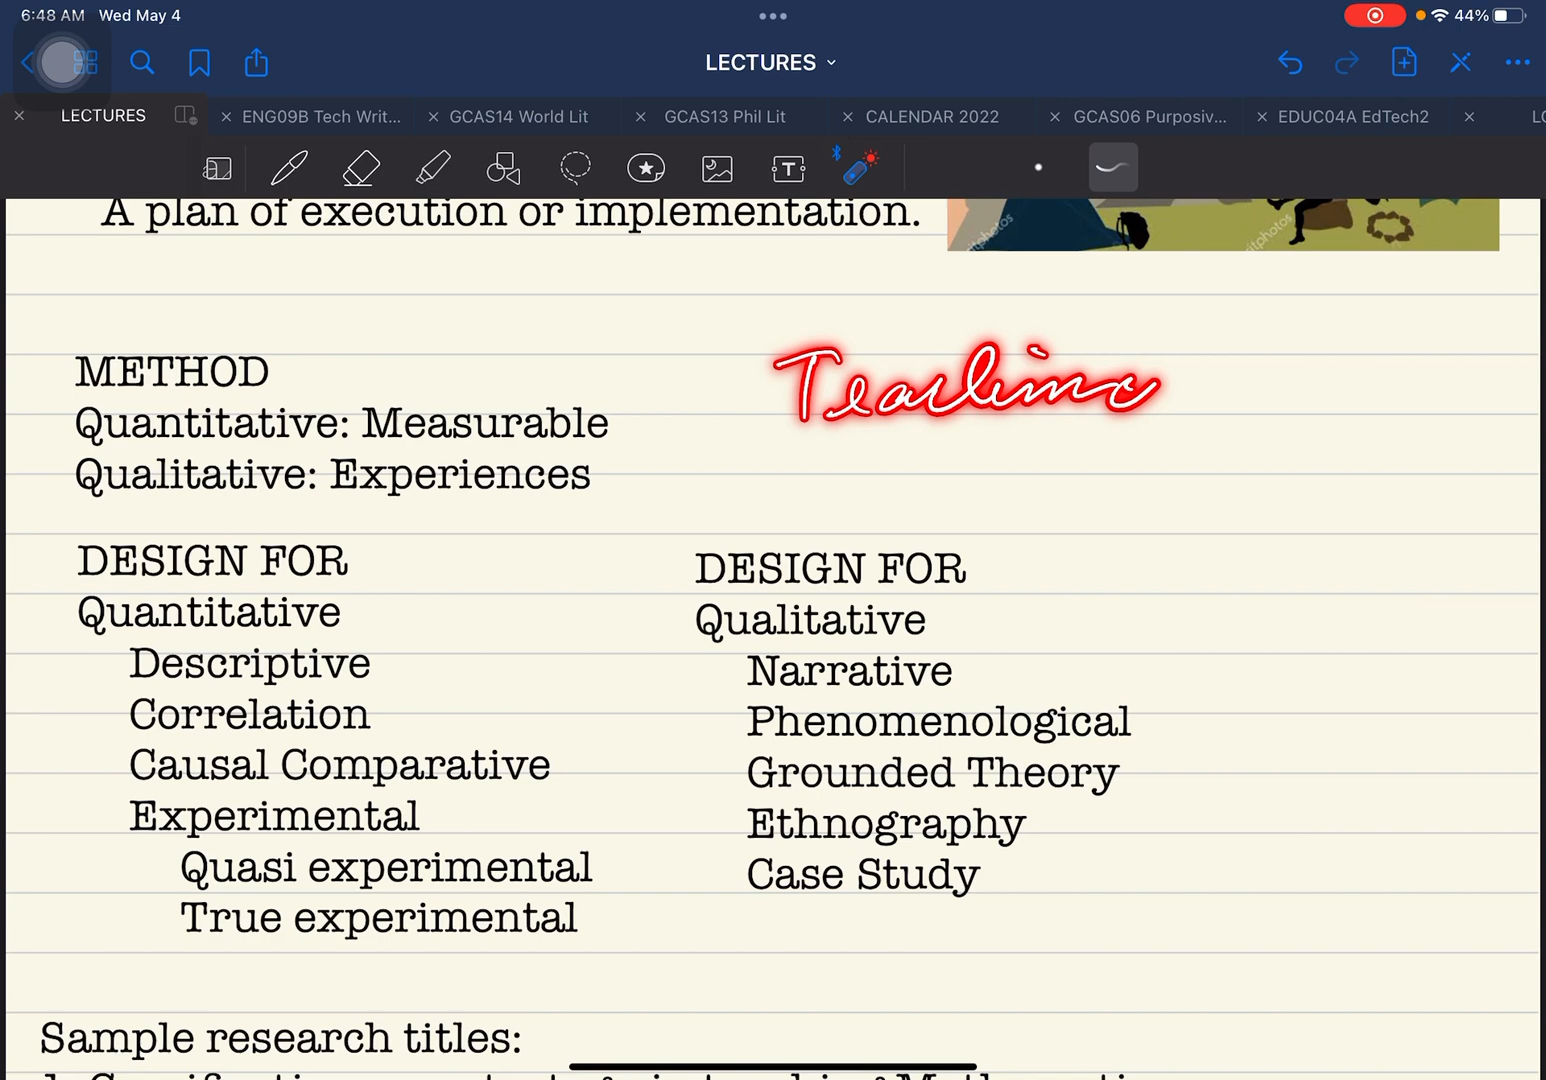 6:48 AM Wed May 4
44%
LECTURES
LECTURES
ENG09B Tech Writ...
GCAS14 World Lit
GCAS13 Phil Lit
CALENDAR 2022
GCAS06 Purposiv...
EDUC04A EdTech2
A plan of execution or implementation.
METHOD
Quantitative: Measurable
Qualitative: Experiences
DESIGN FOR
Quantitative
Descriptive
Correlation
Causal Comparative
Experimental
Quasi experimental
True experimental
DESIGN FOR
Qualitative
Narrative
Phenomenological
Grounded Theory
Ethnography
Case Study
Sample research titles: